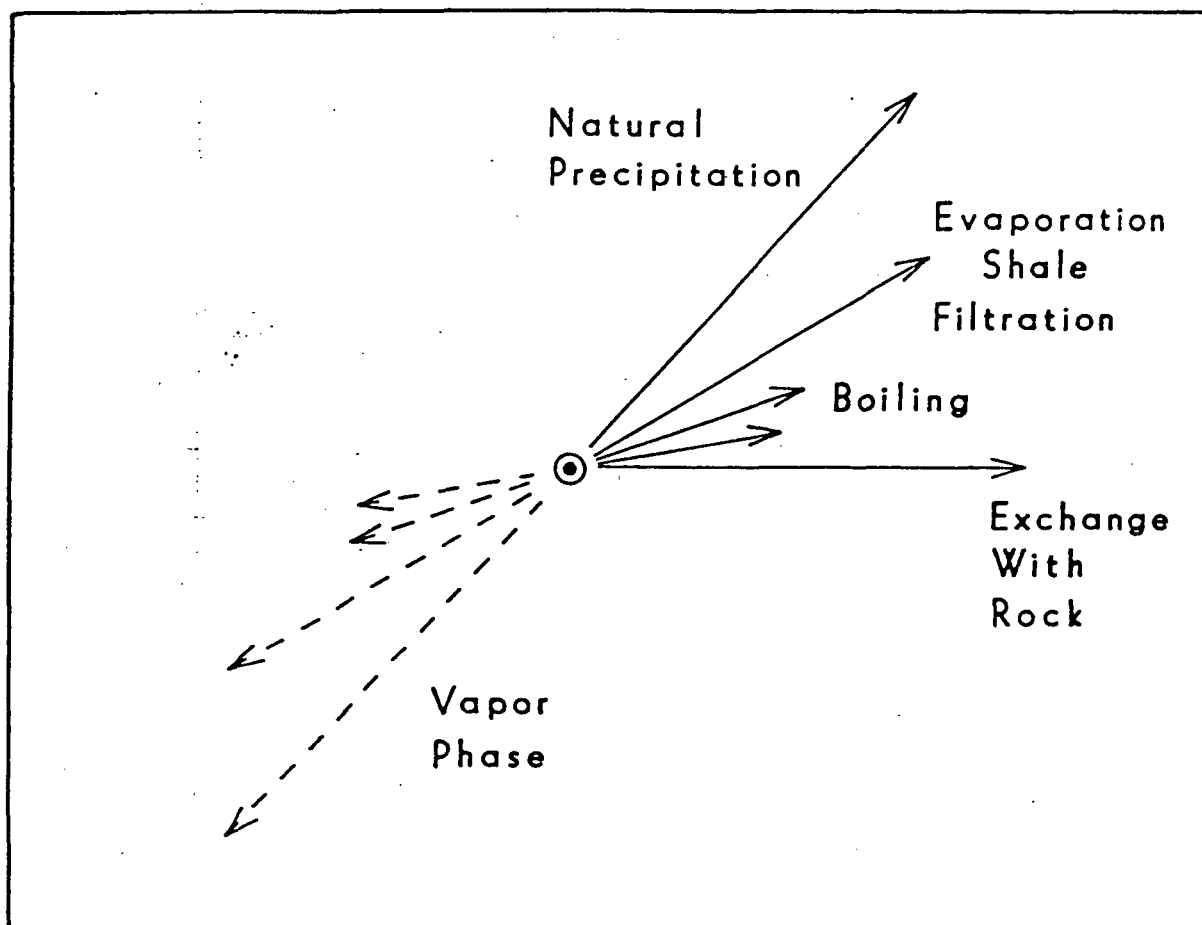 Natural
Precipitation
Evaporation
Shale
Filtration
Boiling
Exchange
With
Rock
Vapor
Phase